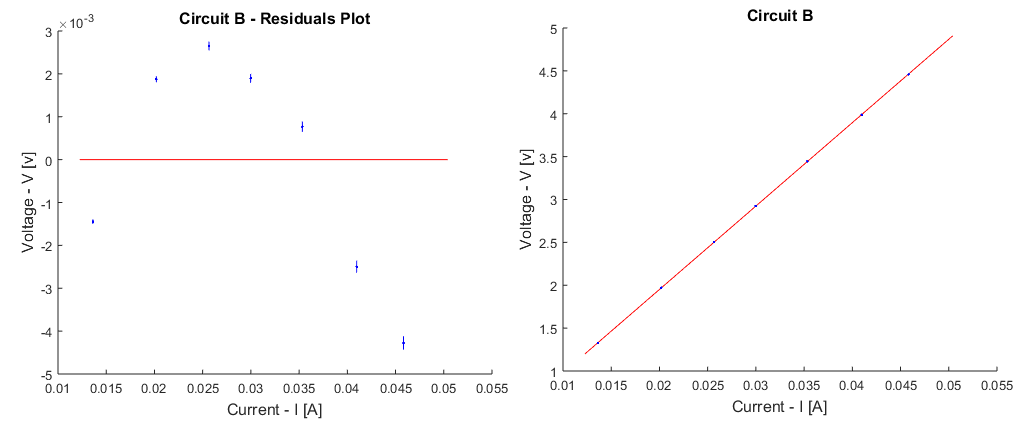 Circuit B - Residuals Plot
×10⁻³
3
2
1
0
-1
-2
-3
-4
-5
Voltage - V [v]
0.01 0.015 0.02 0.025 0.03 0.035 0.04 0.045 0.05 0.055
Current - I [A]
Circuit B
5
4.5
4
3.5
3
2.5
2
1.5
1
Voltage - V [v]
0.01 0.015 0.02 0.025 0.03 0.035 0.04 0.045 0.05 0.055
Current - I [A]